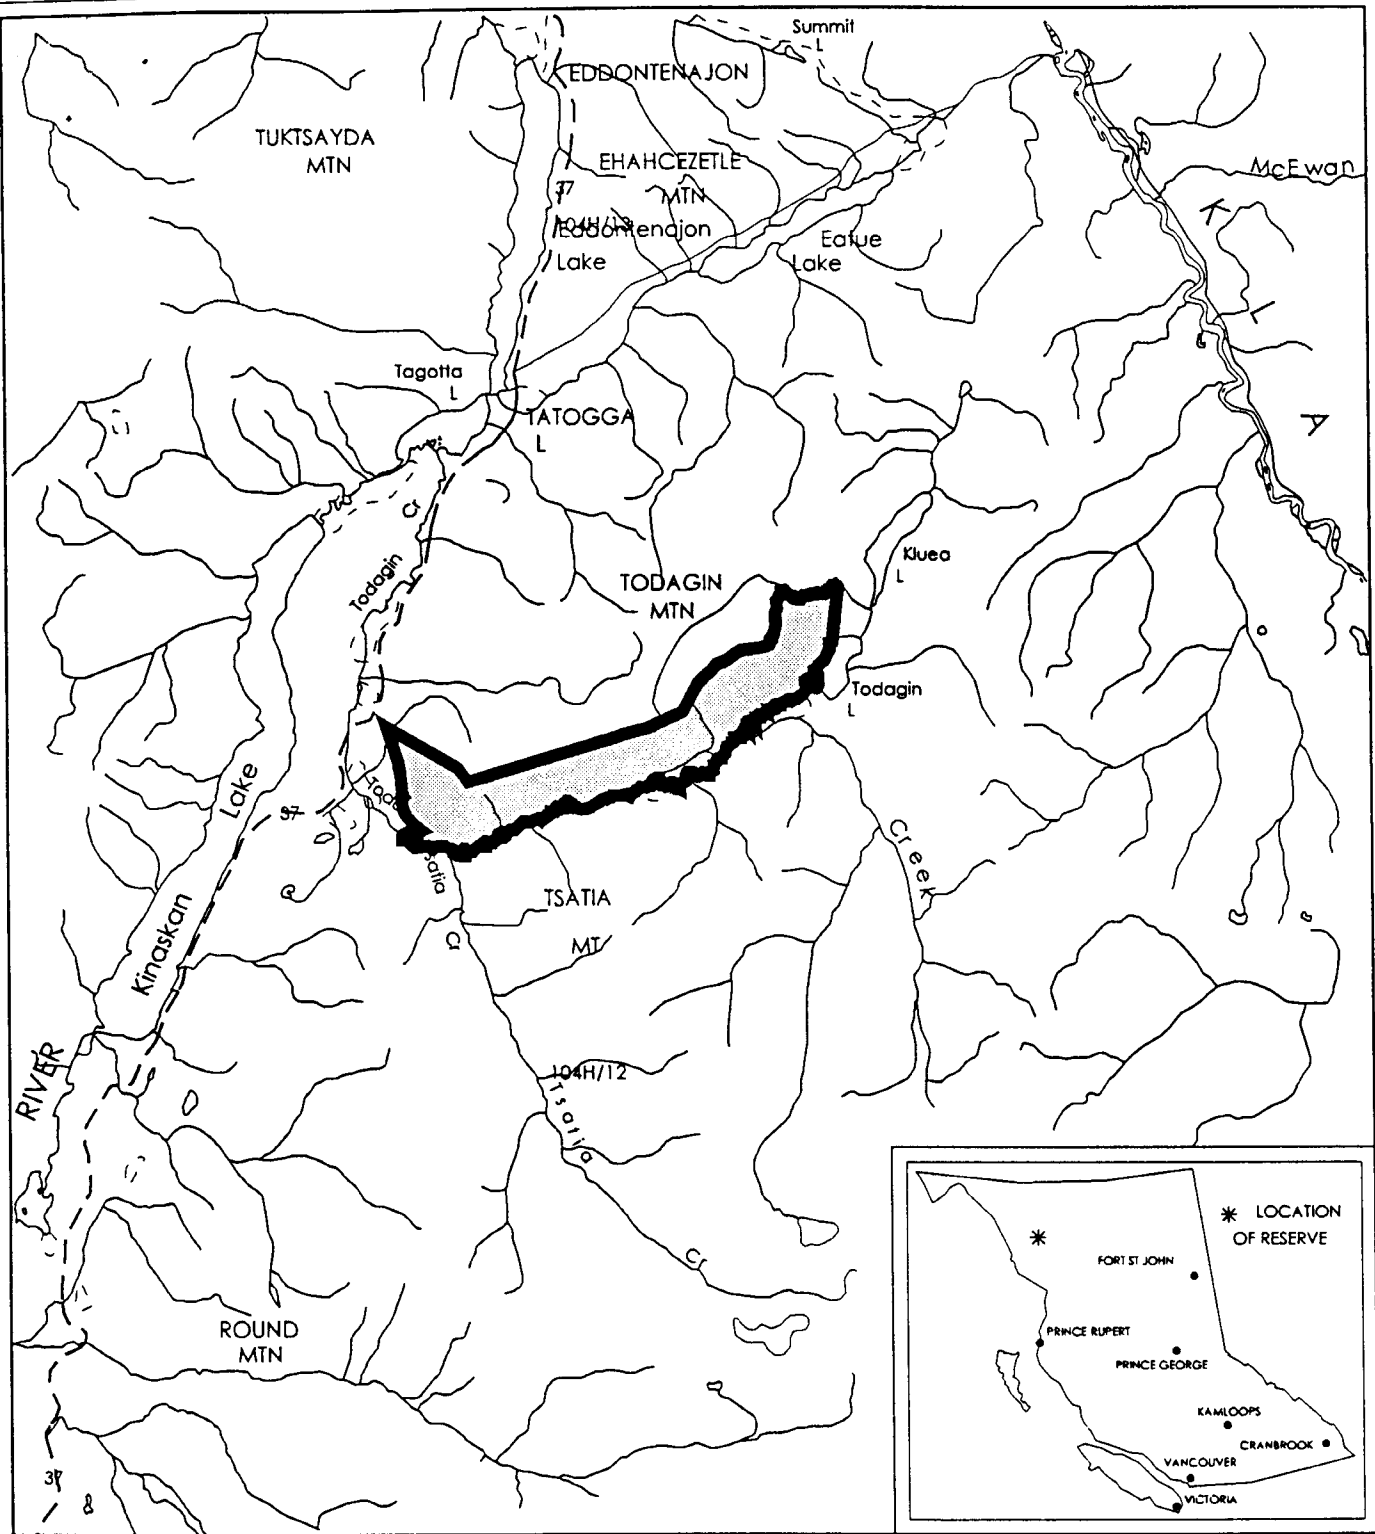 Summit
L
EDDONTENAJON
TUKTSAYDA
MTN
EHAHCEZETLE
MTN
McEwan
37
104H/13
Eddontenajon
Lake
Eatue
Lake
K
L
A
Tagotta
L
TATOGGA
L
Cr
Todagin
Kluea
L
TODAGIN
MTN
Todagin
L
Lake
Kinaskan
37
Toda
Creek
satia
Cr
TSATIA
MT
RIVER
104H/12
Tsatia
Cr
ROUND
MTN
37
LOCATION
OF RESERVE
FORT ST JOHN
PRINCE RUPERT
PRINCE GEORGE
KAMLOOPS
CRANBROOK
VANCOUVER
VICTORIA